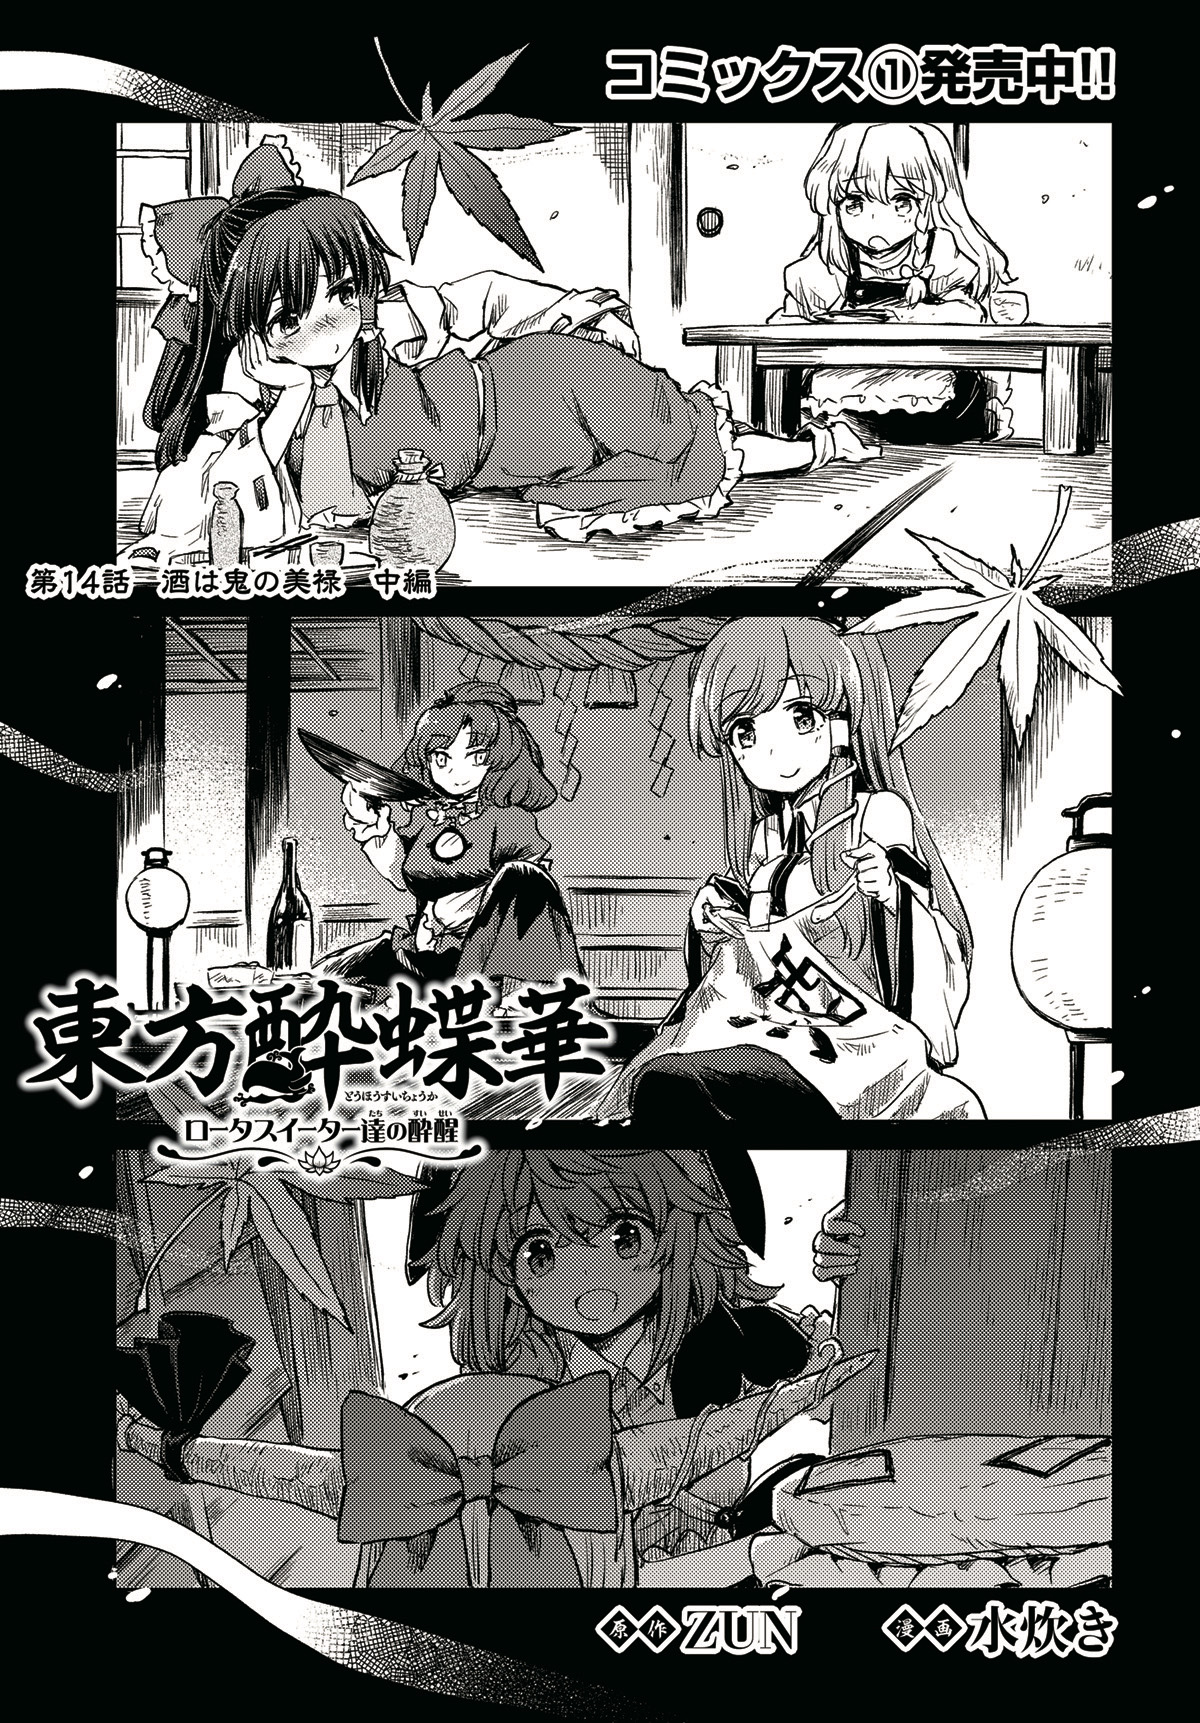 コミックス①発売中!!
第14話 酒は鬼の美禄 中編
東方酔蝶華
とうほうすいちょうか
ロータスイーター達の酔醒
たち すいせい
原作 ZUN 漫画 水炊き